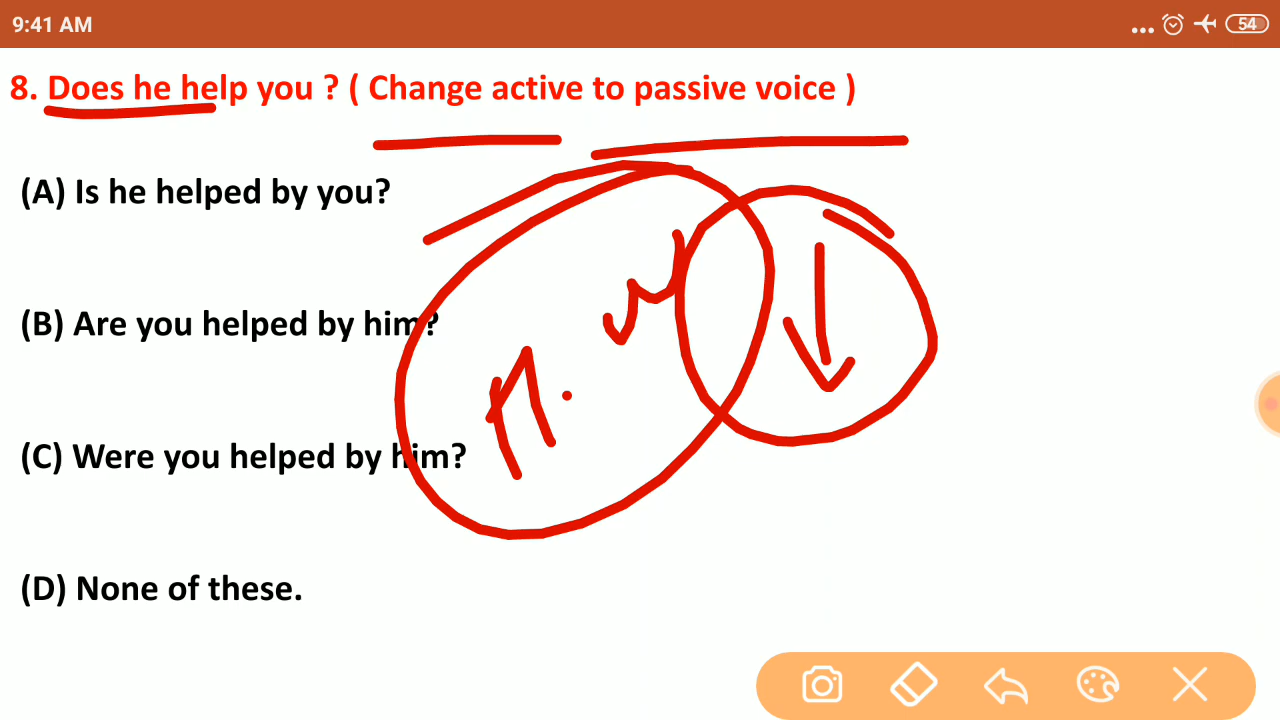 9:41 AM
54
8. Does he help you ? ( Change active to passive voice )
(A) Is he helped by you?
(B) Are you helped by him?
(C) Were you helped by him?
(D) None of these.